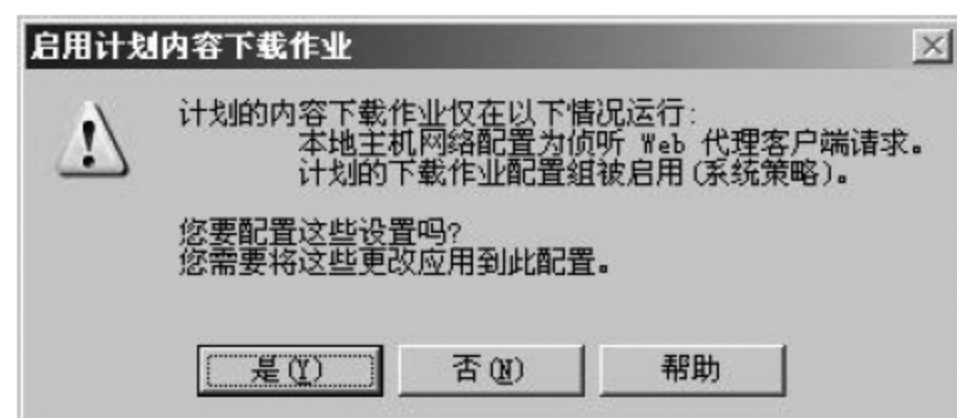 启用计划内容下载作业
计划的内容下载作业仅在以下情况运行:
本地主机网络配置为侦听 Web 代理客户端请求。
计划的下载作业配置组被启用(系统策略)。
您要配置这些设置吗?
您需要将这些更改应用到此配置。
是(Y) 否(N) 帮助